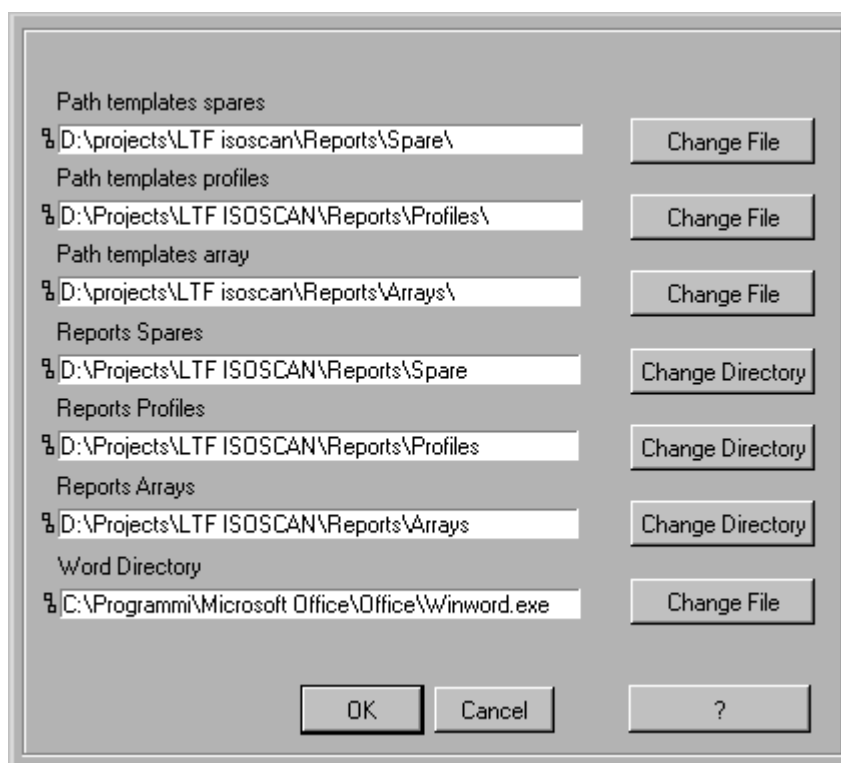 Path templates spares
D:\projects\LTF isoscan\Reports\Spare\
Change File
Path templates profiles
D:\Projects\LTF ISOSCAN\Reports\Profiles\
Change File
Path templates array
D:\projects\LTF isoscan\Reports\Arrays\
Change File
Reports Spares
D:\Projects\LTF ISOSCAN\Reports\Spare
Change Directory
Reports Profiles
D:\Projects\LTF ISOSCAN\Reports\Profiles
Change Directory
Reports Arrays
D:\Projects\LTF ISOSCAN\Reports\Arrays
Change Directory
Word Directory
C:\Programmi\Microsoft Office\Office\Winword.exe
Change File
OK Cancel ?